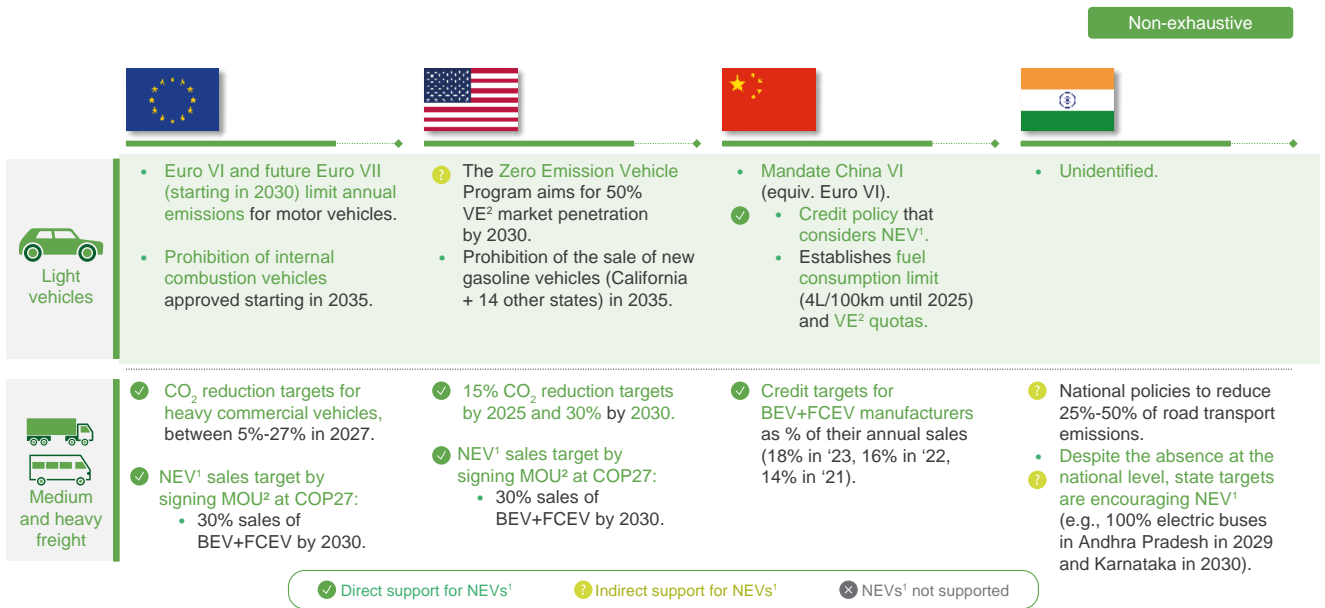 Non-exhaustive
Light
vehicles
• Euro VI and future Euro VII
(starting in 2030) limit annual
emissions for motor vehicles.
• Prohibition of internal
combustion vehicles
approved starting in 2035.
? The Zero Emission Vehicle
Program aims for 50%
VE² market penetration
by 2030.
• Prohibition of the sale of new
gasoline vehicles (California
+ 14 other states) in 2035.
• Mandate China VI
(equiv. Euro VI).
• Credit policy that
considers NEV¹.
• Establishes fuel
consumption limit
(4L/100km until 2025)
and VE² quotas.
• Unidentified.
Medium
and heavy
freight
CO₂ reduction targets for
heavy commercial vehicles,
between 5%-27% in 2027.
NEV¹ sales target by
signing MOU² at COP27:
• 30% sales of
BEV+FCEV by 2030.
15% CO₂ reduction targets
by 2025 and 30% by 2030.
NEV¹ sales target by
signing MOU² at COP27:
• 30% sales of
BEV+FCEV by 2030.
Credit targets for
BEV+FCEV manufacturers
as % of their annual sales
(18% in ‘23, 16% in ‘22,
14% in ‘21).
? National policies to reduce
25%-50% of road transport
emissions.
• Despite the absence at the
? national level, state targets
are encouraging NEV¹
(e.g., 100% electric buses
in Andhra Pradesh in 2029
and Karnataka in 2030).
Direct support for NEVs¹
? Indirect support for NEVs¹
NEVs¹ not supported